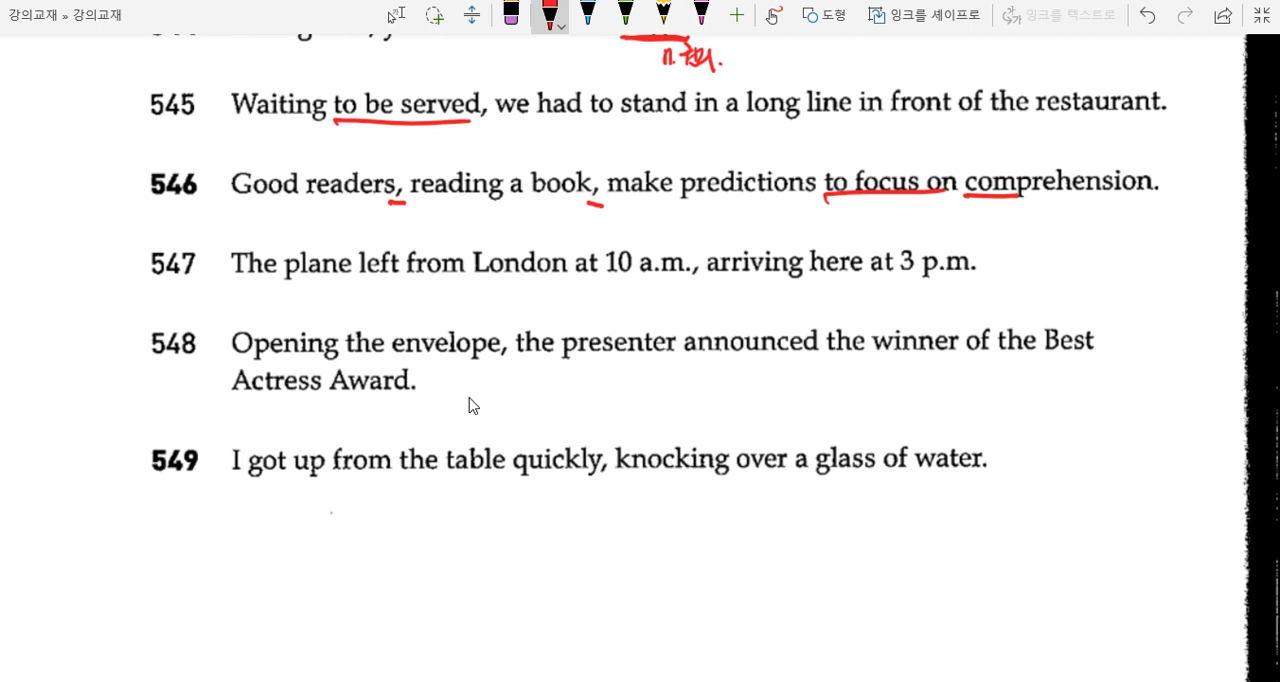 강의교재 » 강의교재
도형
잉크를 셰이프로
잉크를 텍스트로
n.
545 Waiting to be served, we had to stand in a long line in front of the restaurant.
546 Good readers, reading a book, make predictions to focus on comprehension.
547 The plane left from London at 10 a.m., arriving here at 3 p.m.
548 Opening the envelope, the presenter announced the winner of the Best
Actress Award.
549 I got up from the table quickly, knocking over a glass of water.